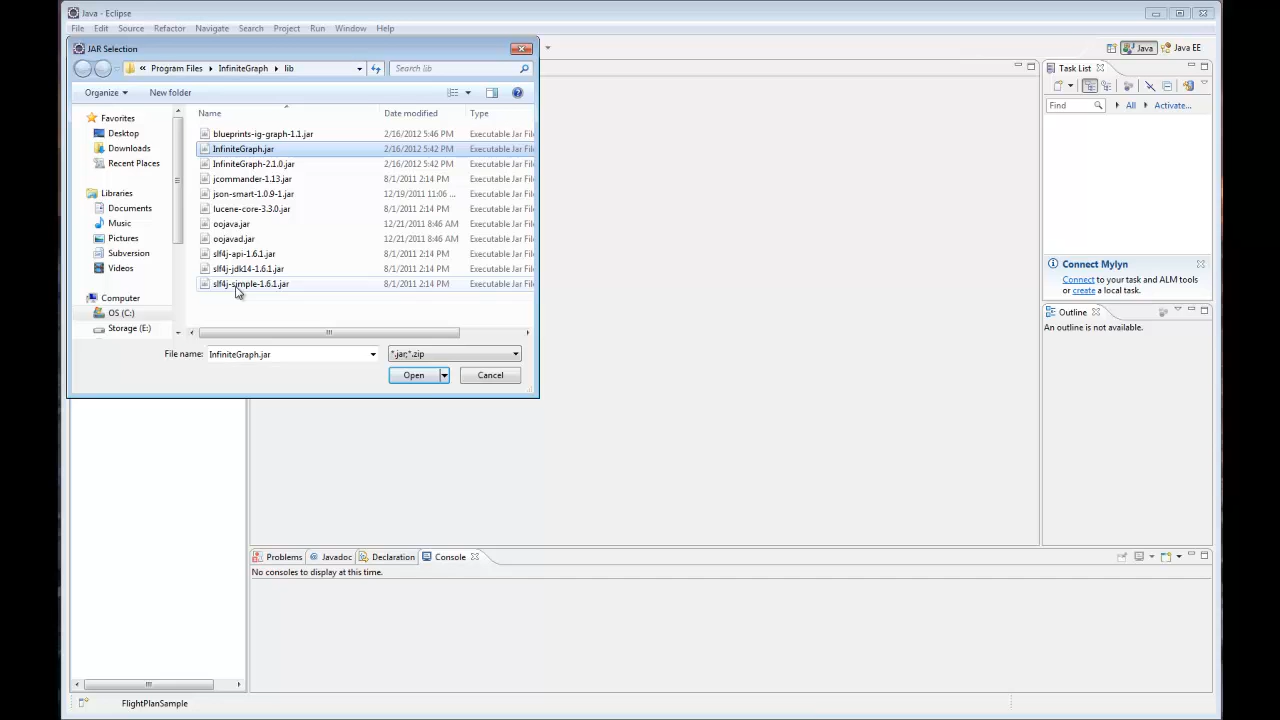 Java - Eclipse
File Edit Source Refactor Navigate Search Project Run Window Help
JAR Selection
Java Java EE
« Program Files InfiniteGraph lib Search lib
Organize New folder
Name Date modified Type
Favorites
Desktop
Downloads
Recent Places
Libraries
Documents
Music
Pictures
Subversion
Videos
Computer
OS (C:)
Storage (E:)
blueprints-ig-graph-1.1.jar 2/16/2012 5:46 PM Executable Jar File
InfiniteGraph.jar 2/16/2012 5:42 PM Executable Jar File
InfiniteGraph-2.1.0.jar 2/16/2012 5:42 PM Executable Jar File
jcommander-1.13.jar 8/1/2011 2:14 PM Executable Jar File
json-smart-1.0.9-1.jar 12/19/2011 11:06 ... Executable Jar File
lucene-core-3.3.0.jar 8/1/2011 2:14 PM Executable Jar File
oojava.jar 12/21/2011 8:46 AM Executable Jar File
oojavad.jar 12/21/2011 8:46 AM Executable Jar File
slf4j-api-1.6.1.jar 8/1/2011 2:14 PM Executable Jar File
slf4j-jdk14-1.6.1.jar 8/1/2011 2:14 PM Executable Jar File
slf4j-simple-1.6.1.jar 8/1/2011 2:14 PM Executable Jar File
File name: InfiniteGraph.jar *.jar;*.zip
Open Cancel
Task List
Find All Activate...
Connect Mylyn
Connect to your task and ALM tools
or create a local task.
Outline
An outline is not available.
Problems Javadoc Declaration Console
No consoles to display at this time.
FlightPlanSample